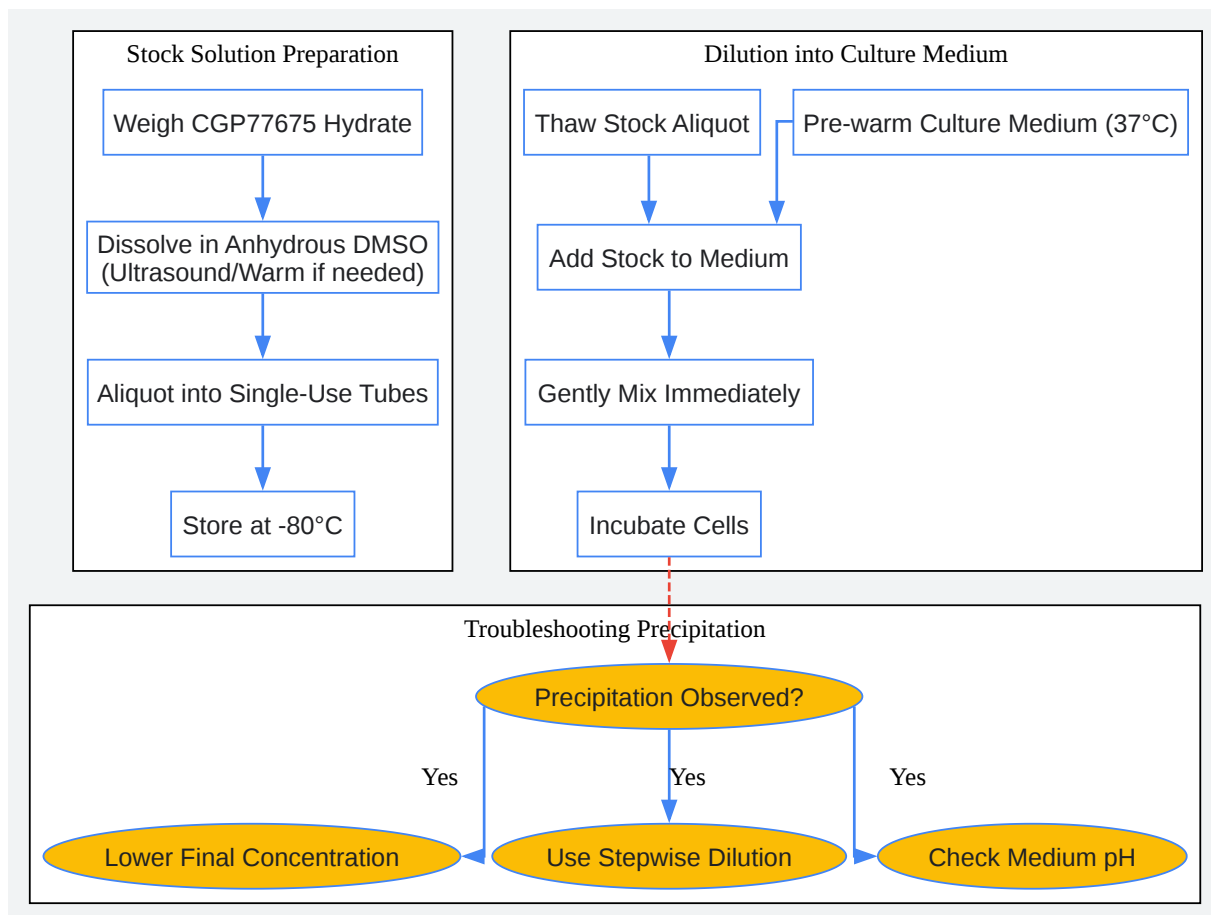 Stock Solution Preparation
Weigh CGP77675 Hydrate
Dissolve in Anhydrous DMSO
(Ultrasound/Warm if needed)
Aliquot into Single-Use Tubes
Store at -80°C
Dilution into Culture Medium
Thaw Stock Aliquot
Pre-warm Culture Medium (37°C)
Add Stock to Medium
Gently Mix Immediately
Incubate Cells
Troubleshooting Precipitation
Precipitation Observed?
Yes
Yes
Yes
Lower Final Concentration
Use Stepwise Dilution
Check Medium pH